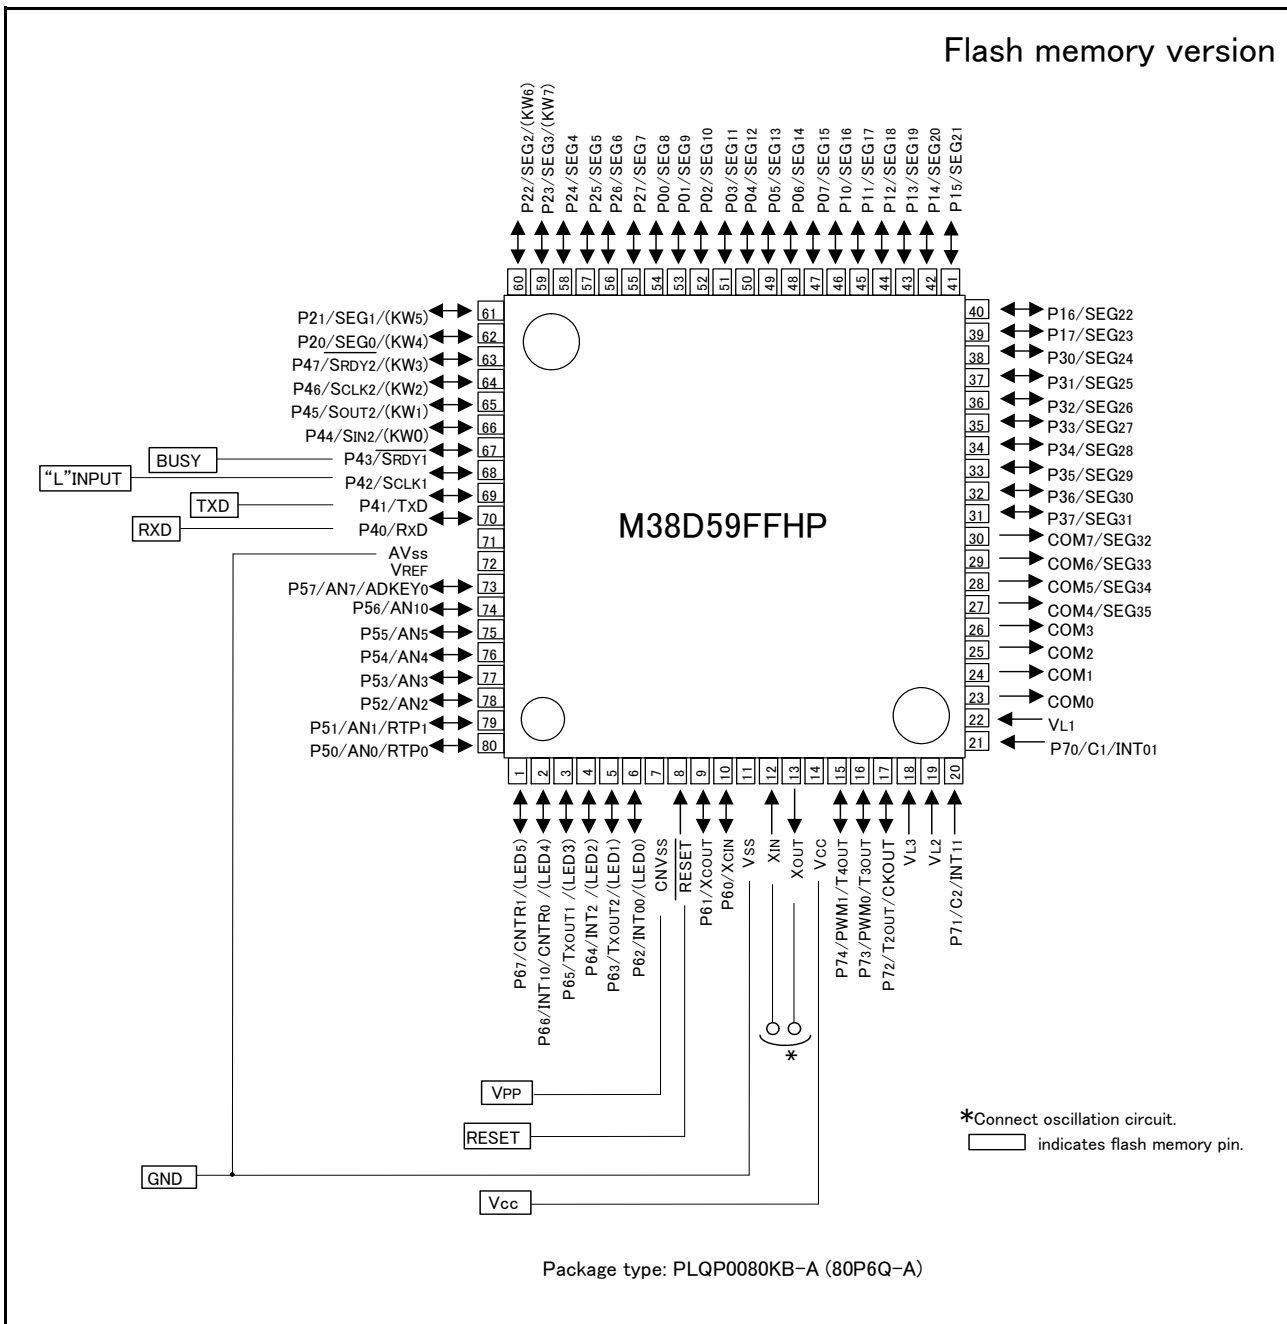 Flash memory version
P22/SEG2/(KW6)
P23/SEG3/(KW7)
P24/SEG4
P25/SEG5
P26/SEG6
P27/SEG7
P00/SEG8
P01/SEG9
P02/SEG10
P03/SEG11
P04/SEG12
P05/SEG13
P06/SEG14
P07/SEG15
P10/SEG16
P11/SEG17
P12/SEG18
P13/SEG19
P14/SEG20
P15/SEG21
60 59 58 57 56 55 54 53 52 51 50 49 48 47 46 45 44 43 42 41
P21/SEG1/(KW5) 61
P20/SEG0/(KW4) 62
P47/SRDY2/(KW3) 63
P46/SCLK2/(KW2) 64
P45/SOUT2/(KW1) 65
P44/SIN2/(KW0) 66
BUSY P43/SRDY1 67
“L”INPUT P42/SCLK1 68
TXD P41/TXD 69
RXD P40/RXD 70
AVSS 71
VREF 72
P57/AN7/ADKEY0 73
P56/AN10 74
P55/AN5 75
P54/AN4 76
P53/AN3 77
P52/AN2 78
P51/AN1/RTP1 79
P50/AN0/RTP0 80
M38D59FFHP
40 P16/SEG22
39 P17/SEG23
38 P30/SEG24
37 P31/SEG25
36 P32/SEG26
35 P33/SEG27
34 P34/SEG28
33 P35/SEG29
32 P36/SEG30
31 P37/SEG31
30 COM7/SEG32
29 COM6/SEG33
28 COM5/SEG34
27 COM4/SEG35
26 COM3
25 COM2
24 COM1
23 COM0
22 VL1
21 P70/C1/INT01
1 2 3 4 5 6 7 8 9 10 11 12 13 14 15 16 17 18 19 20
P67/CNTR1/(LED5)
P66/INT10/CNTR0 /(LED4)
P65/TXOUT1 /(LED3)
P64/INT2 /(LED2)
P63/TXOUT2/(LED1)
P62/INT00/(LED0)
CNVSS
RESET
P61/XCOUT
P60/XCIN
VSS
XIN
XOUT
VCC
P74/PWM1/T4OUT
P73/PWM0/T3OUT
P72/T2OUT/CKOUT
VL3
VL2
P71/C2/INT11
*
VPP
RESET
GND
Vcc
*Connect oscillation circuit.
indicates flash memory pin.
Package type: PLQP0080KB-A (80P6Q-A)